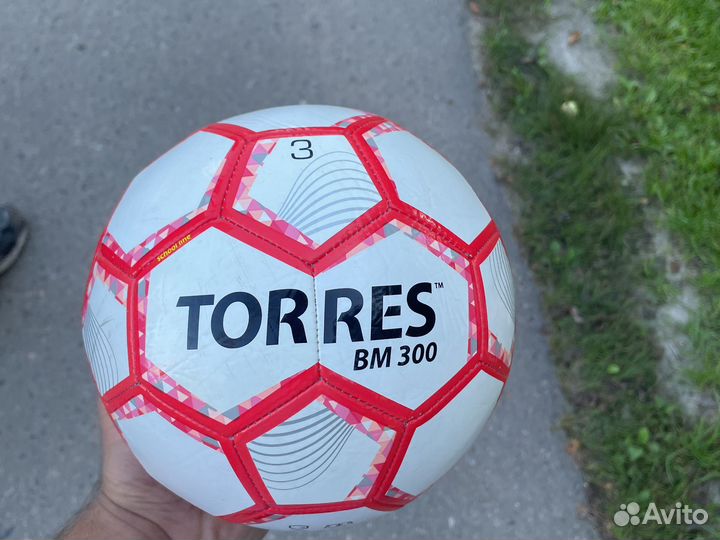 3
school line
TORRES™
BM 300
Avito